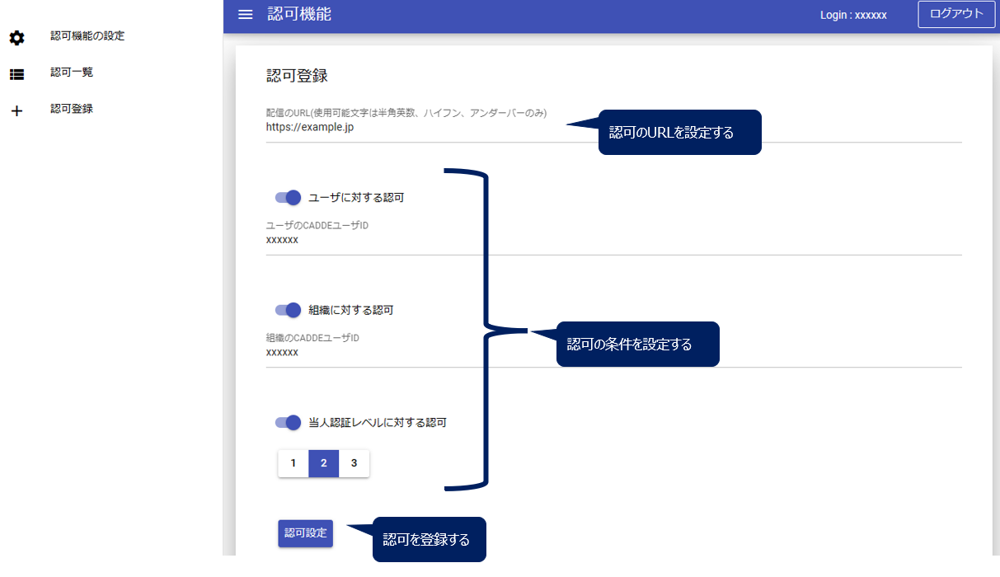 認可機能
Login : xxxxxx
ログアウト
認可機能の設定
認可一覧
認可登録
認可登録
配信のURL(使用可能文字は半角英数、ハイフン、アンダーバーのみ)
https://example.jp
認可のURLを設定する
ユーザに対する認可
ユーザのCADDEユーザID
xxxxxx
組織に対する認可
組織のCADDEユーザID
xxxxxx
認可の条件を設定する
当人認証レベルに対する認可
1 2 3
認可設定
認可を登録する